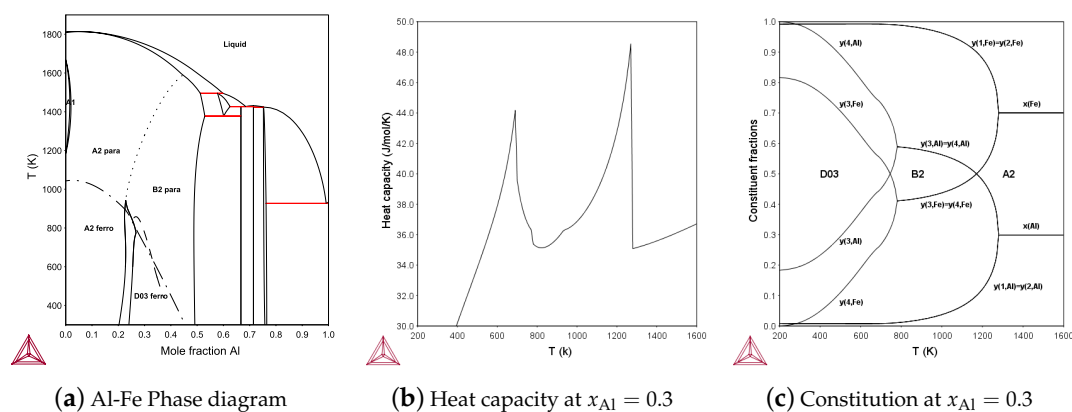 1800
1600
1400
1200
1000
800
600
400
T (K)
Liquid
A1
A2 para
B2 para
A2 ferro
D03 ferro
0.0 0.1 0.2 0.3 0.4 0.5 0.6 0.7 0.8 0.9 1.0
Mole fraction Al
(a) Al-Fe Phase diagram
50.0
48.0
46.0
44.0
42.0
40.0
38.0
36.0
34.0
32.0
30.0
Heat capacity (J/mol/K)
200 400 600 800 1000 1200 1400 1600
T (k)
(b) Heat capacity at xAl = 0.3
1.0
0.9
0.8
0.7
0.6
0.5
0.4
0.3
0.2
0.1
0.0
Constituent fractions
y(4,Al)
y(1,Fe)=y(2,Fe)
y(3,Fe)
x(Fe)
y(3,Al)=y(4,Al)
D03 B2 A2
y(3,Fe)=y(4,Fe)
y(3,Al)
x(Al)
y(4,Fe)
y(1,Al)=y(2,Al)
200 400 600 800 1000 1200 1400 1600
T (K)
(c) Constitution at xAl = 0.3